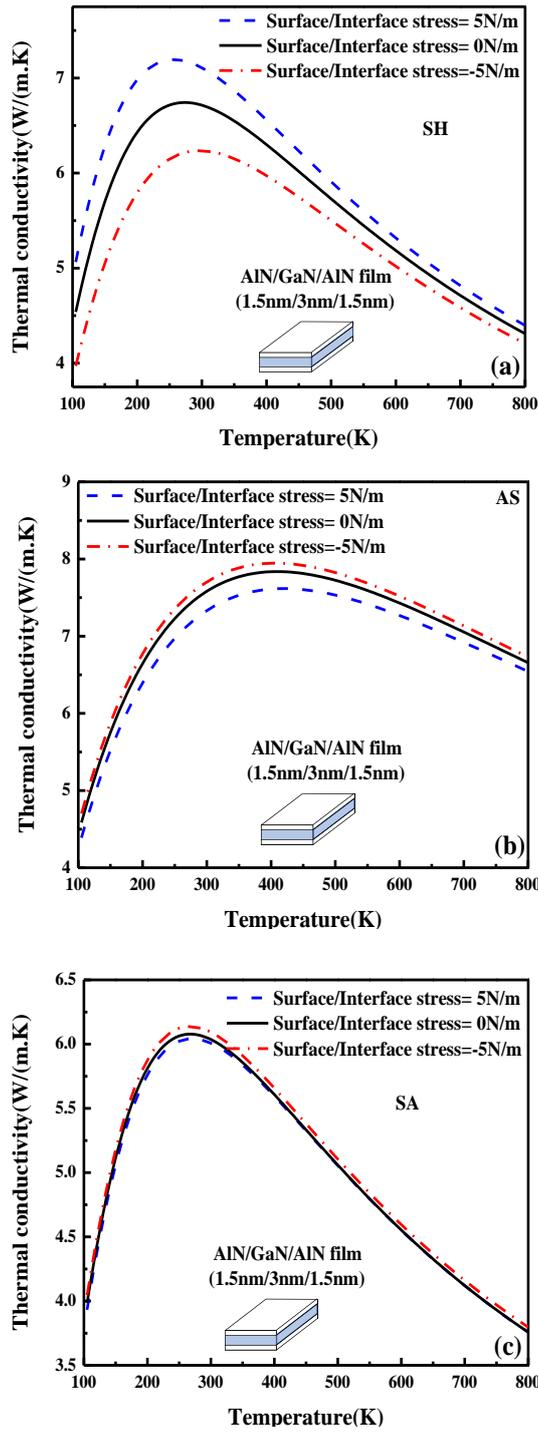 Surface/Interface stress= 5N/m
Surface/Interface stress= 0N/m
Surface/Interface stress=-5N/m
SH
Thermal conductivity(W/(m.K)
7
6
5
4
AlN/GaN/AlN film
(1.5nm/3nm/1.5nm)
(a)
100 200 300 400 500 600 700 800
Temperature(K)
Surface/Interface stress= 5N/m
Surface/Interface stress= 0N/m
Surface/Interface stress=-5N/m
AS
Thermal conductivity(W/(m.K)
9
8
7
6
5
4
AlN/GaN/AlN film
(1.5nm/3nm/1.5nm)
(b)
100 200 300 400 500 600 700 800
Temperature(K)
Surface/Interface stress= 5N/m
Surface/Interface stress= 0N/m
Surface/Interface stress=-5N/m
SA
Thermal conductivity(W/(m.K)
6.5
6.0
5.5
5.0
4.5
4.0
3.5
AlN/GaN/AlN film
(1.5nm/3nm/1.5nm)
(c)
100 200 300 400 500 600 700 800
Temperature(K)